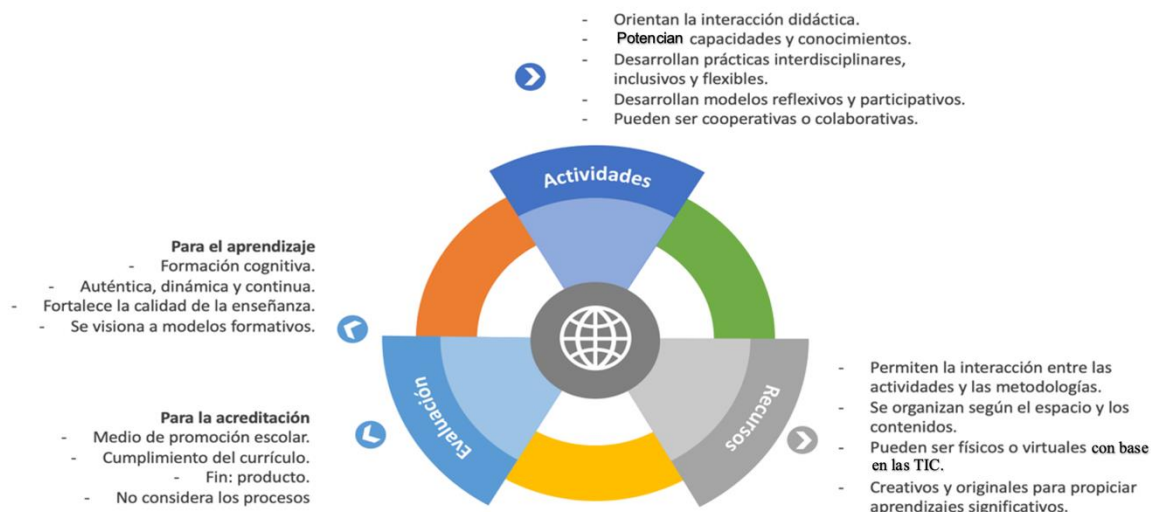 - Orientan la interacción didáctica.
- Potencian capacidades y conocimientos.
- Desarrollan prácticas interdisciplinares,
inclusivos y flexibles.
- Desarrollan modelos reflexivos y participativos.
- Pueden ser cooperativas o colaborativas.
Actividades
Para el aprendizaje
- Formación cognitiva.
- Auténtica, dinámica y continua.
- Fortalece la calidad de la enseñanza.
- Se visiona a modelos formativos.
Para la acreditación
- Medio de promoción escolar.
- Cumplimiento del currículo.
- Fin: producto.
- No considera los procesos
Evaluación
Recursos
- Permiten la interacción entre las
actividades y las metodologías.
- Se organizan según el espacio y los
contenidos.
- Pueden ser físicos o virtuales con base
en las TIC.
- Creativos y originales para propiciar
aprendizajes significativos.